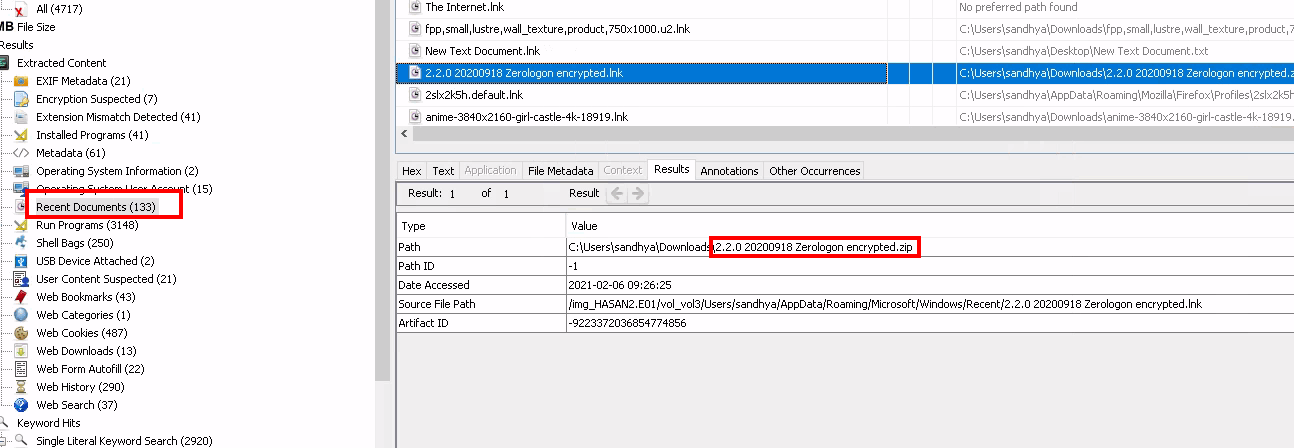 All (4717)
MB File Size
Results
Extracted Content
EXIF Metadata (21)
Encryption Suspected (7)
Extension Mismatch Detected (41)
Installed Programs (41)
Metadata (61)
Operating System Information (2)
Operating System User Account (15)
Recent Documents (133)
Run Programs (3148)
Shell Bags (250)
USB Device Attached (2)
User Content Suspected (21)
Web Bookmarks (43)
Web Categories (1)
Web Cookies (487)
Web Downloads (13)
Web Form Autofill (22)
Web History (290)
Web Search (37)
Keyword Hits
Single Literal Keyword Search (2920)
The Internet.lnk No preferred path found
fpp,small,lustre,wall_texture,product,750x1000.u2.lnk C:\Users\sandhya\Downloads\fpp,small,lustre,wall_texture,product,7
New Text Document.lnk C:\Users\sandhya\Desktop\New Text Document.txt
2.2.0 20200918 Zerologon encrypted.lnk C:\Users\sandhya\Downloads\2.2.0 20200918 Zerologon encrypted.z
2slx2k5h.default.lnk C:\Users\sandhya\AppData\Roaming\Mozilla\Firefox\Profiles\2slx2k5h
anime-3840x2160-girl-castle-4k-18919.lnk C:\Users\sandhya\Downloads\anime-3840x2160-girl-castle-4k-18919.
Hex Text Application File Metadata Context Results Annotations Other Occurrences
Result: 1 of 1 Result
Type Value
Path C:\Users\sandhya\Downloads\2.2.0 20200918 Zerologon encrypted.zip
Path ID -1
Date Accessed 2021-02-06 09:26:25
Source File Path /img_HASAN2.E01/vol_vol3/Users/sandhya/AppData/Roaming/Microsoft/Windows/Recent/2.2.0 20200918 Zerologon encrypted.lnk
Artifact ID -9223372036854774856